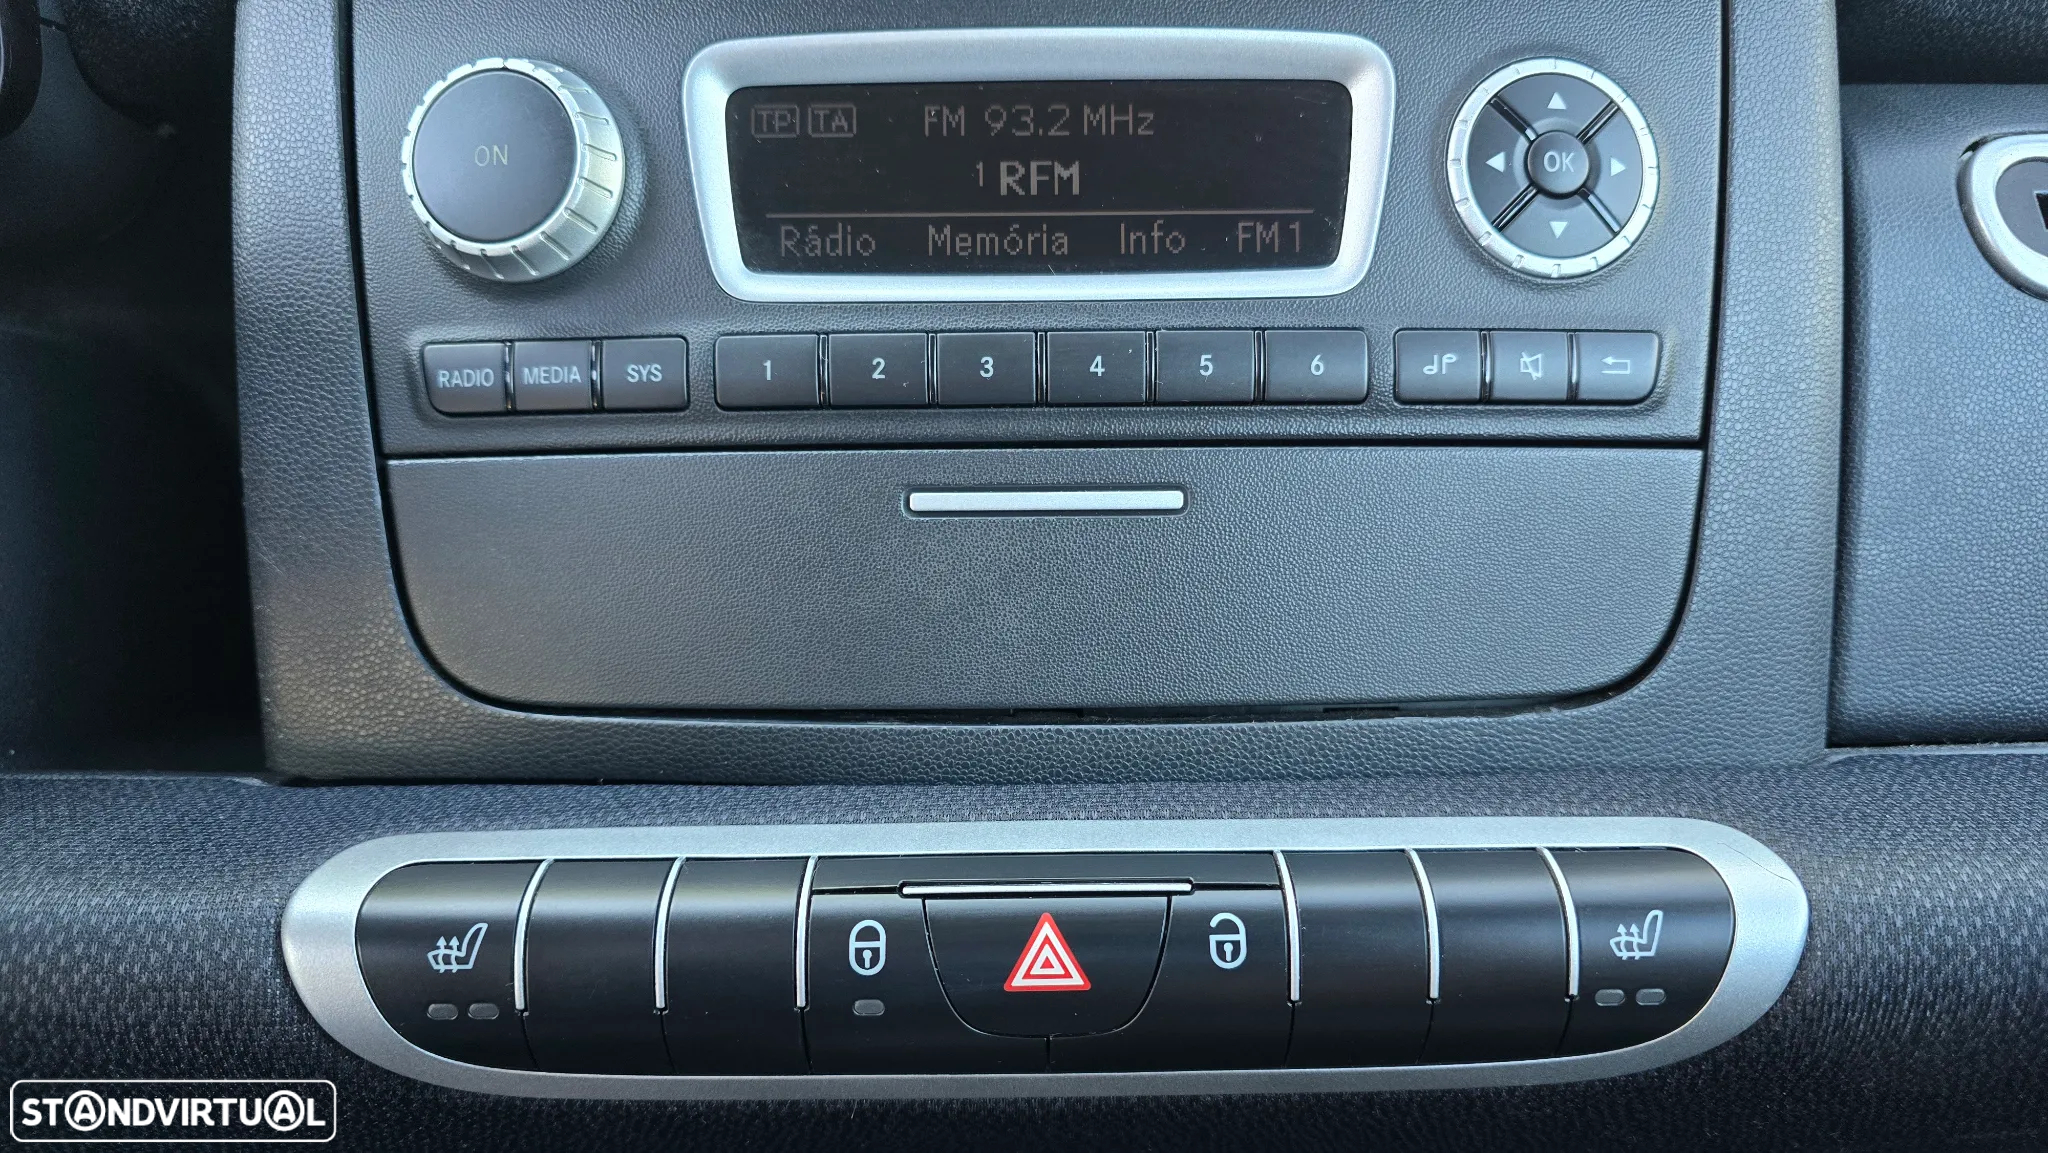 ON
TP TA FM 93.2 MHz
1 RFM
Rádio Memória Info FM1
OK
RADIO MEDIA SYS 1 2 3 4 5 6
STANDVIRTUAL